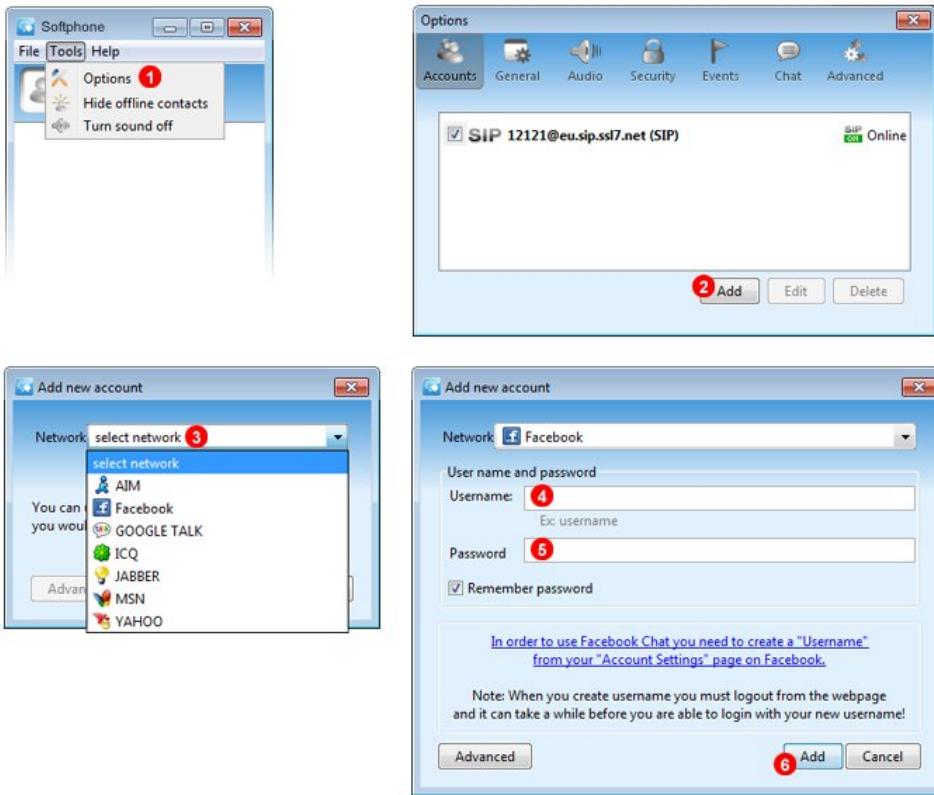 Softphone
File Tools Help
Options 1
Hide offline contacts
Turn sound off
Options
Accounts General Audio Security Events Chat Advanced
SIP 12121@eu.sip.ssl7.net (SIP) SIP ON Online
2 Add Edit Delete
Add new account
Network select network 3
select network
AIM
Facebook
GOOGLE TALK
ICQ
JABBER
MSN
YAHOO
You can
you woul
Advan
Add new account
Network Facebook
User name and password
Username: 4
Ex: username
Password 5
Remember password
In order to use Facebook Chat you need to create a "Username"
from your "Account Settings" page on Facebook.
Note: When you create username you must logout from the webpage
and it can take a while before you are able to login with your new username!
Advanced 6 Add Cancel